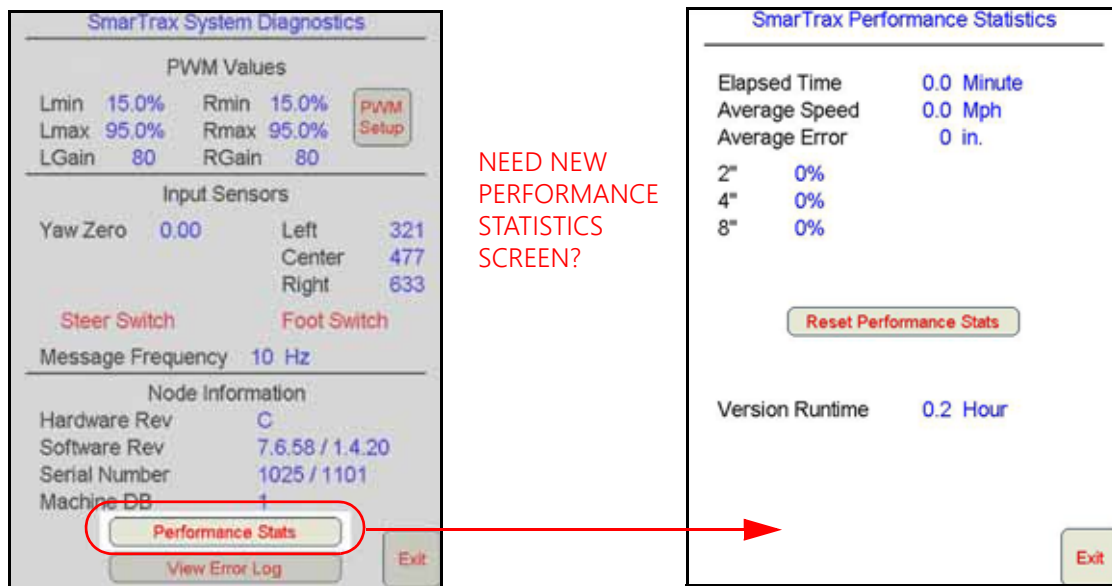 SmarTrax System Diagnostics
PWM Values
Lmin 15.0% Rmin 15.0%
Lmax 95.0% Rmax 95.0%
LGain 80 RGain 80
PWM
Setup
Input Sensors
Yaw Zero 0.00 Left 321
Center 477
Right 633
Steer Switch Foot Switch
Message Frequency 10 Hz
Node Information
Hardware Rev C
Software Rev 7.6.58 / 1.4.20
Serial Number 1025 / 1101
Machine DB 1
Performance Stats
View Error Log
Exit
NEED NEW
PERFORMANCE
STATISTICS
SCREEN?
SmarTrax Performance Statistics
Elapsed Time 0.0 Minute
Average Speed 0.0 Mph
Average Error 0 in.
2" 0%
4" 0%
8" 0%
Reset Performance Stats
Version Runtime 0.2 Hour
Exit